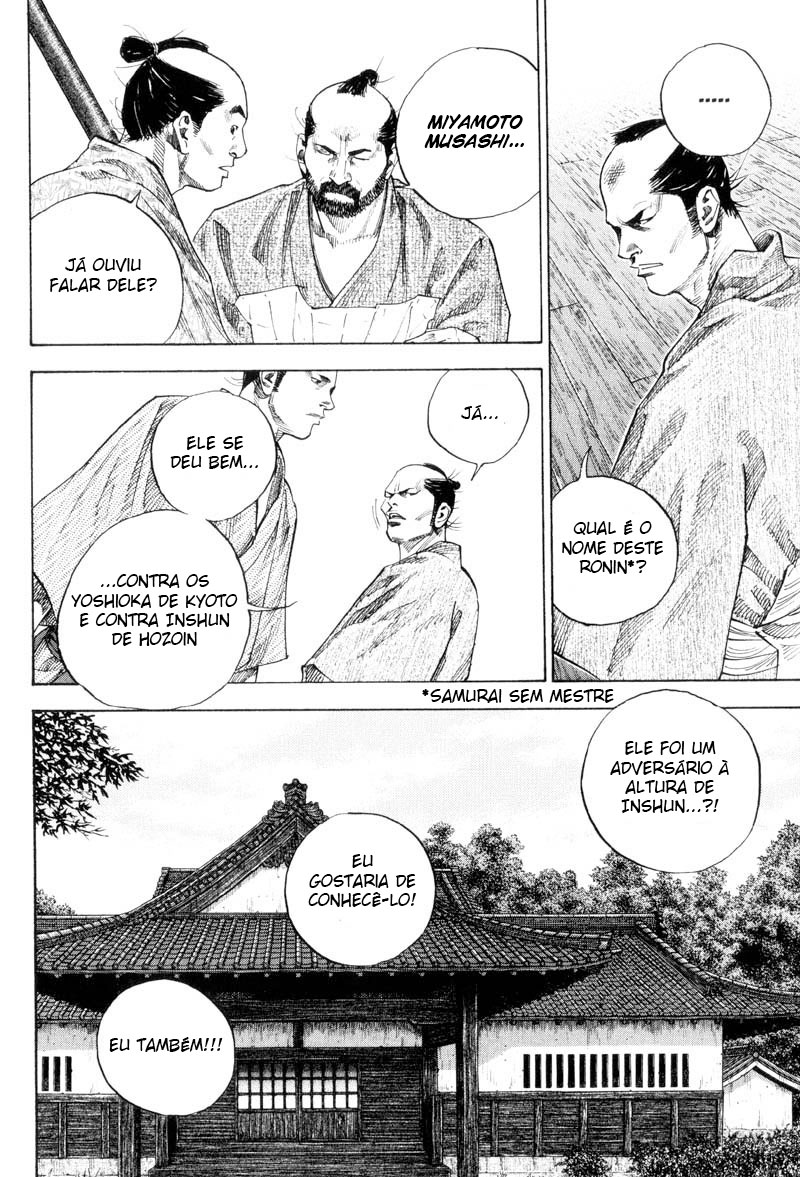 .....
QUAL É O
NOME DESTE
RONIN*?
MIYAMOTO
MUSASHI...
JÁ OUVIU
FALAR DELE?
JÁ...
ELE SE
DEU BEM...
...CONTRA OS
YOSHIOKA DE KYOTO
E CONTRA INSHUN
DE HOZOIN
*SAMURAI SEM MESTRE
ELE FOI UM
ADVERSÁRIO À
ALTURA DE
INSHUN...?!
EU
GOSTARIA DE
CONHECÊ-LO!
EU TAMBÉM!!!